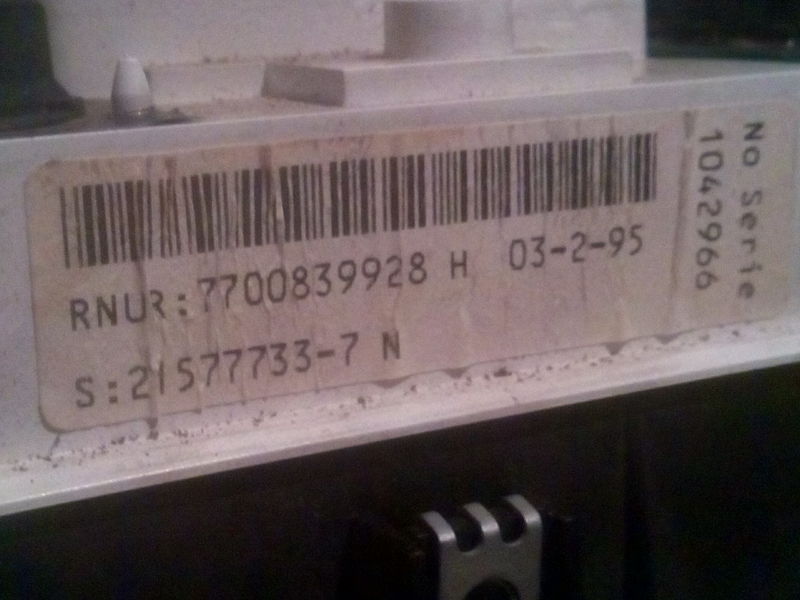 RNUR:7700839928 H 03-2-95
S:21577733-7 N
No Serie
1042966